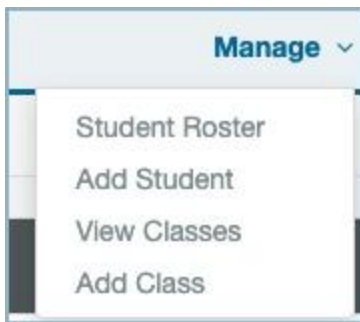 Manage
Student Roster
Add Student
View Classes
Add Class